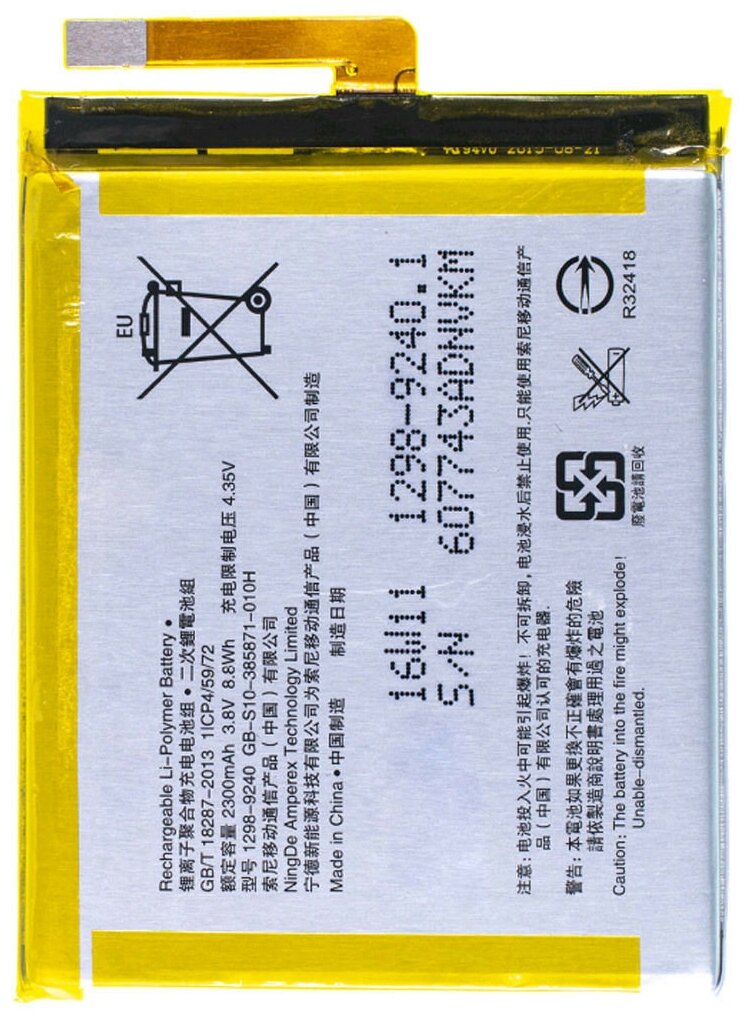 94V0 2015-08-21
EU
Rechargeable Li-Polymer Battery •
锂离子聚合物充电电池组 • 二次鋰電池組
GB/T 18287-2013 1ICP4/59/72
额定容量 2300mAh 3.8V 8.8Wh 充电限制电压 4.35V
型号 1298-9240 GB-S10-385871-010H
索尼移动通信产品(中国)有限公司
NingDe Amperex Technology Limited
宁德新能源科技有限公司为索尼移动通信产品(中国)有限公司制造
Made in China • 中国制造 制造日期
16W11 1298-9240.1
S/N 607743ADNVKM
注意: 电池投入火中可能引起爆炸! 不可拆卸, 电池浸水后禁止使用.只能使用索尼移动通信产
品(中国)有限公司认可的充电器.
警告: 本電池如果更換不正確會有爆炸的危險
請依製造商説明書處理用過之電池
Caution: The battery into the fire might explode!
Unable-dismantled.
廢電池請回收
R32418